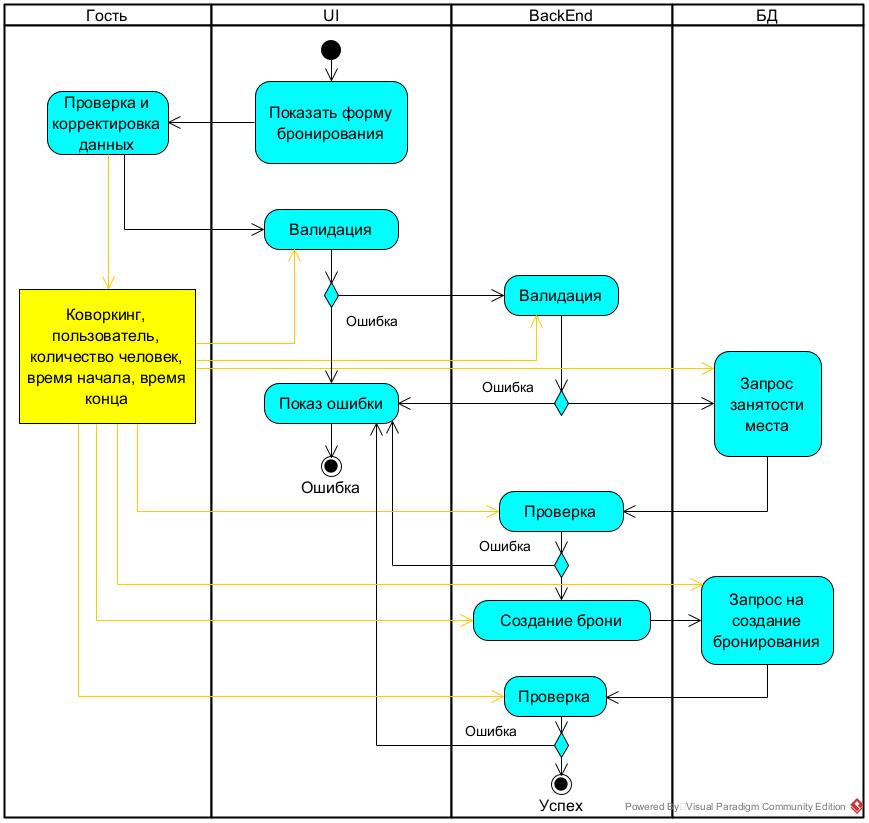 Гость
UI
BackEnd
БД
Показать форму
бронирования
Проверка и
корректировка
данных
Валидация
Валидация
Ошибка
Коворкинг,
пользователь,
количество человек,
время начала, время
конца
Запрос
занятости
места
Ошибка
Показ ошибки
Ошибка
Проверка
Ошибка
Создание брони
Запрос на
создание
бронирования
Проверка
Ошибка
Успех
Powered By Visual Paradigm Community Edition